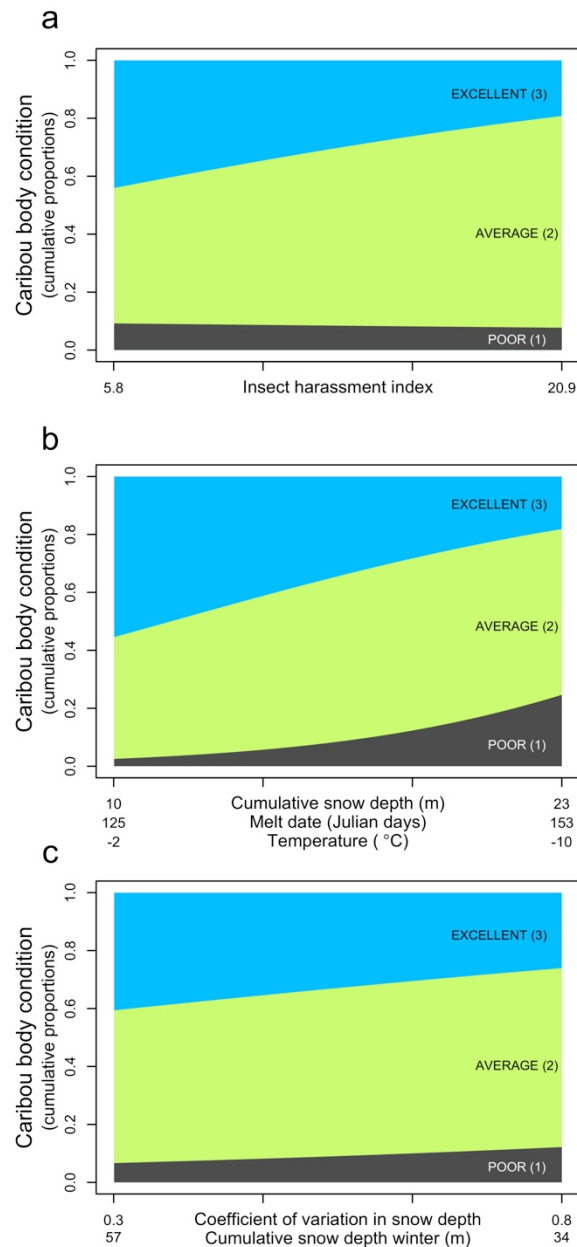 a
Caribou body condition
(cumulative proportions)
1.0
0.8
0.6
0.4
0.2
0.0
EXCELLENT (3)
AVERAGE (2)
POOR (1)
5.8 Insect harassment index 20.9
b
Caribou body condition
(cumulative proportions)
1.0
0.8
0.6
0.4
0.2
0.0
EXCELLENT (3)
AVERAGE (2)
POOR (1)
10 Cumulative snow depth (m) 23
125 Melt date (Julian days) 153
-2 Temperature ( °C) -10
c
Caribou body condition
(cumulative proportions)
1.0
0.8
0.6
0.4
0.2
0.0
EXCELLENT (3)
AVERAGE (2)
POOR (1)
0.3 Coefficient of variation in snow depth 0.8
57 Cumulative snow depth winter (m) 34